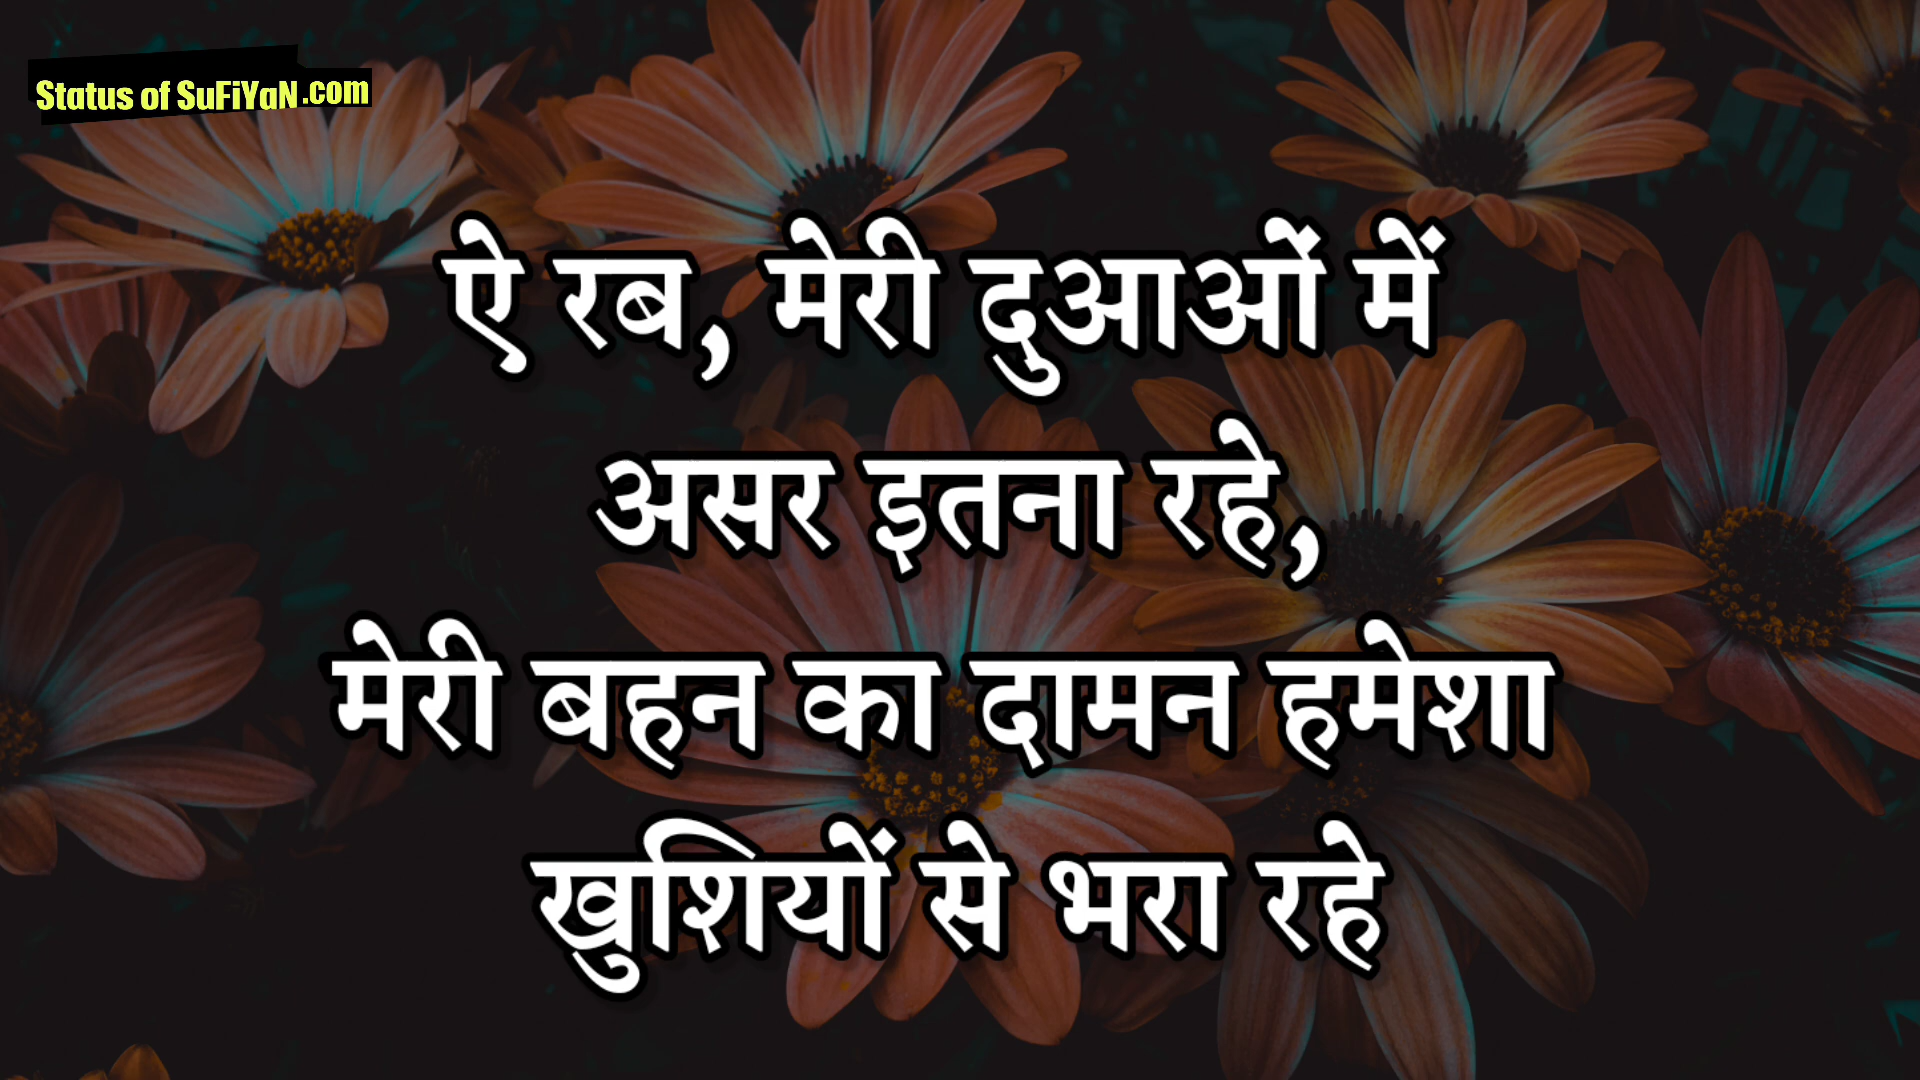 Status of SuFiYaN.com
ऐ रब, मेरी दुआओं में
असर इतना रहे,
मेरी बहन का दामन हमेशा
खुशियों से भरा रहे